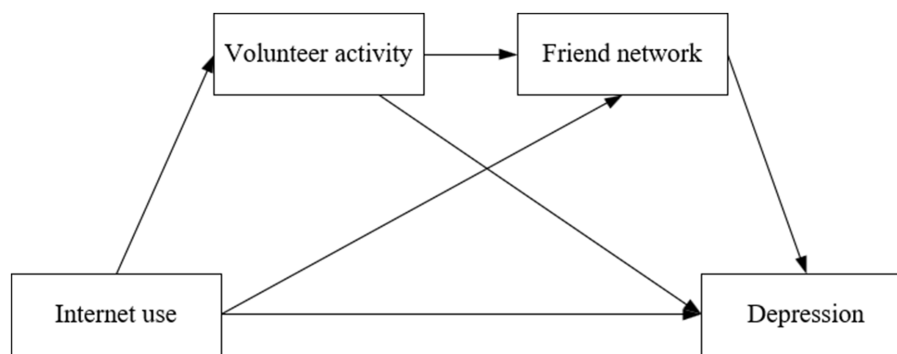 Volunteer activity
Friend network
Internet use
Depression